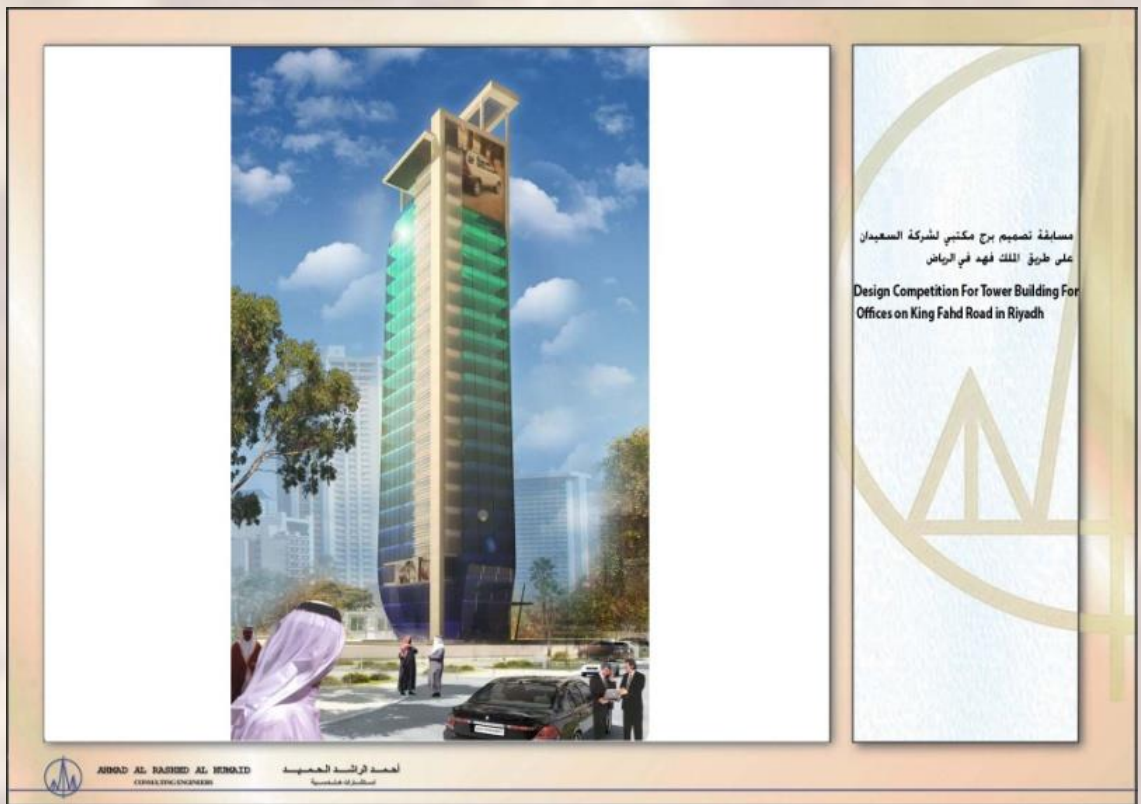 مسابقة تصميم برج مكتبي لشركة السعيدان
على طريق الملك فهد في الرياض
Design Competition For Tower Building For
Offices on King Fahd Road in Riyadh
AHMAD AL RASHED AL HUMAID
CONSULTING ENGINEERS
أحمد الراشد الحميد
استشارات هندسية